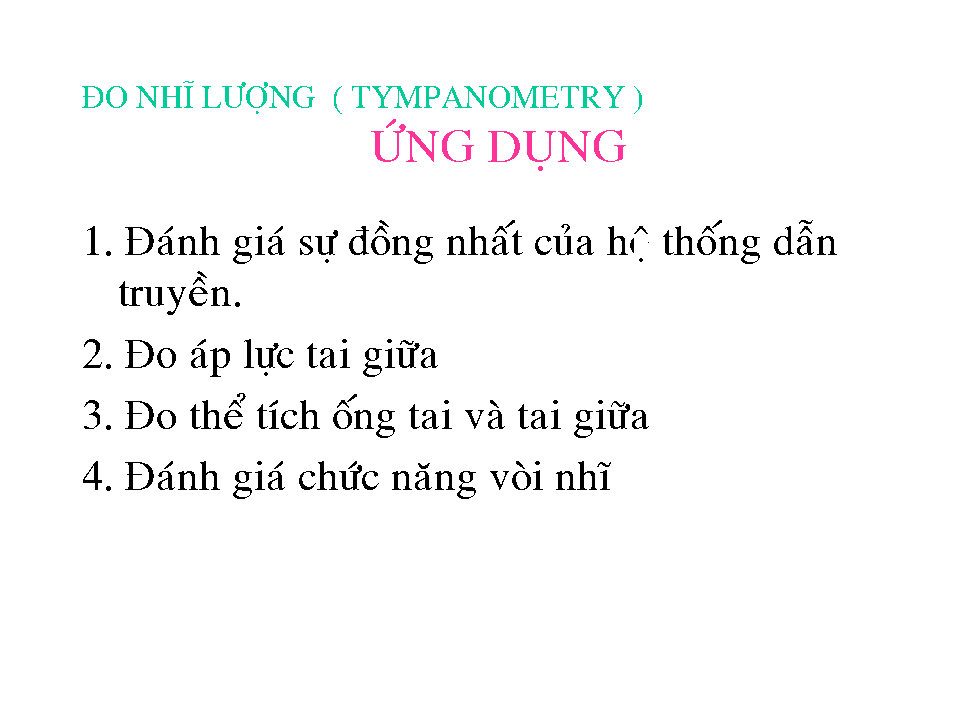 ĐO NHĨ LƯỢNG ( TYMPANOMETRY )
ỨNG DỤNG
1. Đánh giá sự đồng nhất của hệ thống dẫn
truyền.
2. Đo áp lực tai giữa
3. Đo thể tích ống tai và tai giữa
4. Đánh giá chức năng vòi nhĩ